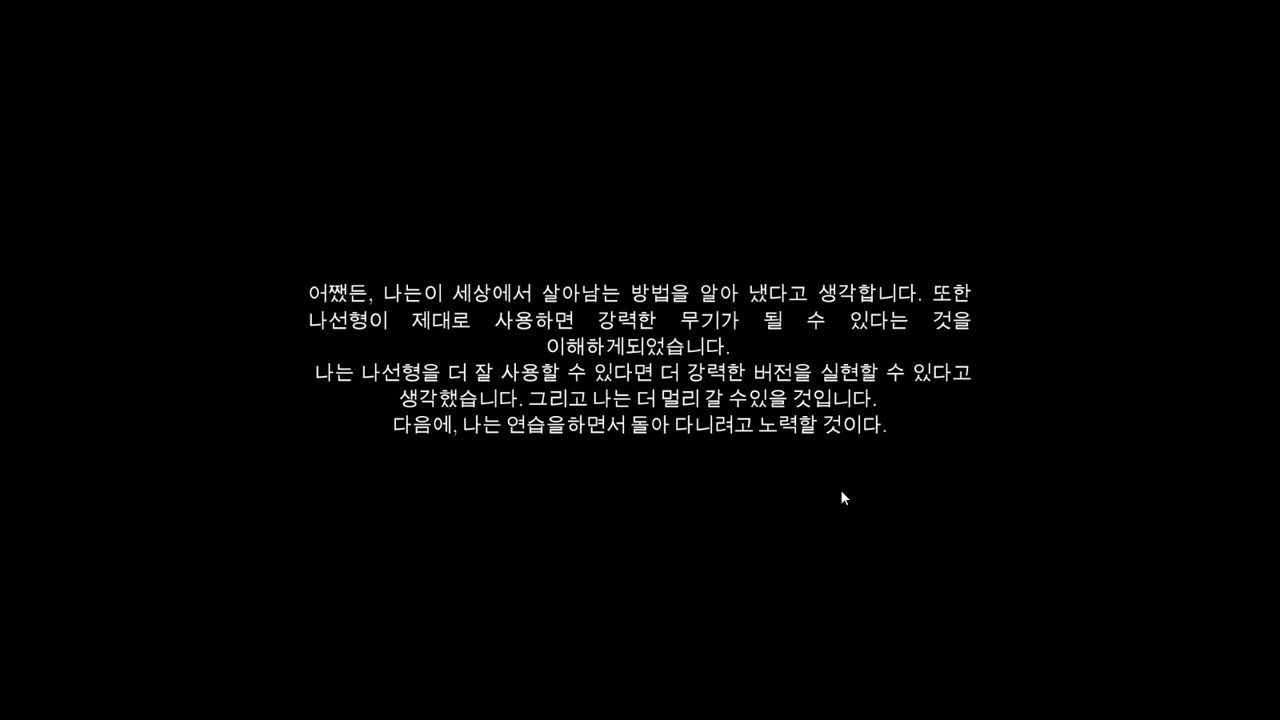 어쨌든, 나는이 세상에서 살아남는 방법을 알아 냈다고 생각합니다. 또한
나선형이 제대로 사용하면 강력한 무기가 될 수 있다는 것을
이해하게되었습니다.
나는 나선형을 더 잘 사용할 수 있다면 더 강력한 버전을 실현할 수 있다고
생각했습니다. 그리고 나는 더 멀리 갈 수있을 것입니다.
다음에, 나는 연습을하면서 돌아 다니려고 노력할 것이다.